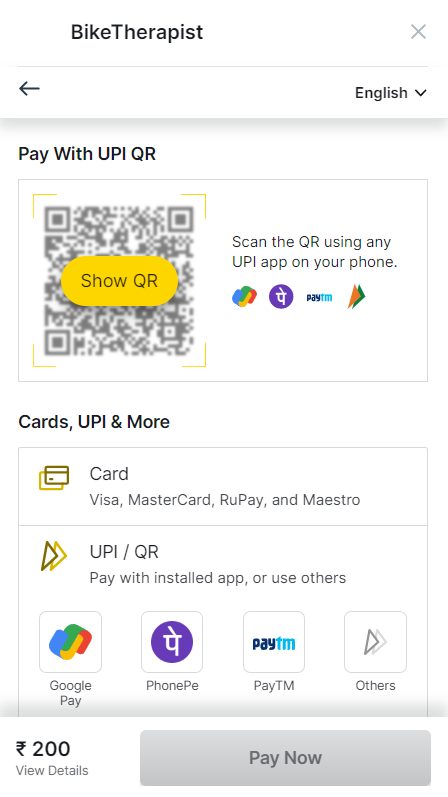 BikeTherapist
English
Pay With UPI QR
Show QR
Scan the QR using any
UPI app on your phone.
पे
paytm
Cards, UPI & More
Card
Visa, MasterCard, RuPay, and Maestro
UPI / QR
Pay with installed app, or use others
पे
paytm
Google
Pay
PhonePe
PayTM
Others
₹ 200
View Details
Pay Now